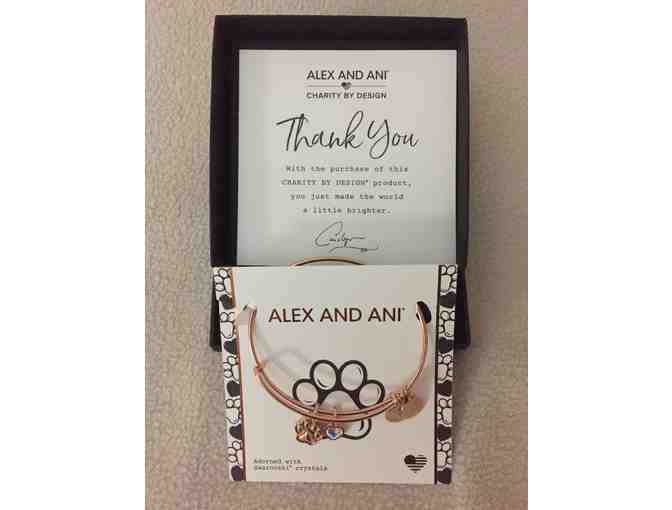 ALEX AND ANI®
CHARITY BY DESIGN
Thank You
With the purchase of this
CHARITY BY DESIGN® product,
you just made the world
a little brighter.
ALEX AND ANI®
Adorned with
Swarovski® crystals